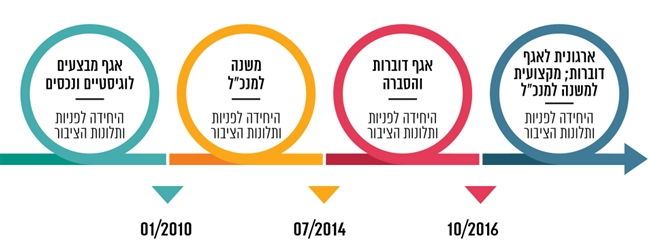 אגף מבצעים
לוגיסטיים ונכסים
היחידה לפניות
ותלונות הציבור
משנה
למנכ"ל
היחידה לפניות
ותלונות הציבור
אגף דוברות
והסברה
היחידה לפניות
ותלונות הציבור
ארגונית לאגף
דוברות; מקצועית
למשנה למנכ"ל
היחידה לפניות
ותלונות הציבור
01/2010
07/2014
10/2016